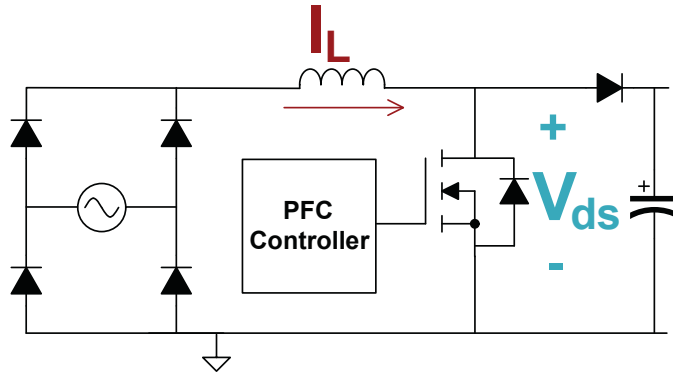 IL
PFC
Controller
+
Vds
-
+